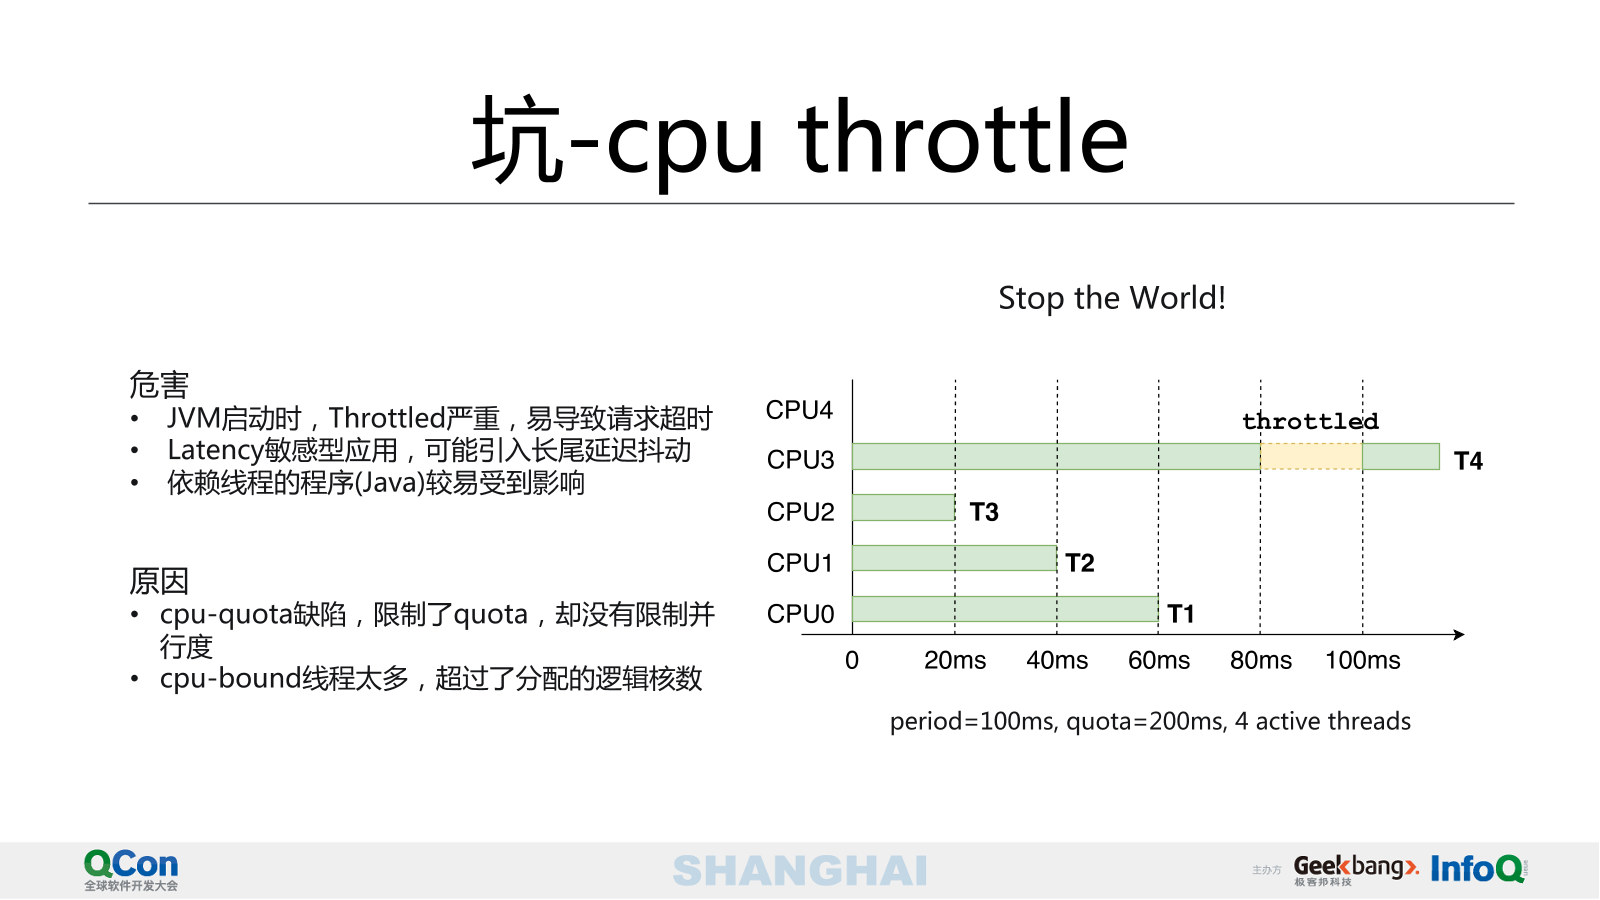 坑-cpu throttle
Stop the World!
危害
• JVM启动时，Throttled严重，易导致请求超时
• Latency敏感型应用，可能引入长尾延迟抖动
• 依赖线程的程序(Java)较易受到影响
原因
• cpu-quota缺陷，限制了quota，却没有限制并
行度
• cpu-bound线程太多，超过了分配的逻辑核数
CPU4
throttled
CPU3
T4
CPU2
T3
CPU1
T2
CPU0
T1
0 20ms 40ms 60ms 80ms 100ms
period=100ms, quota=200ms, 4 active threads
QCon
全球软件开发大会
SHANGHAI
主办方
Geekbang>.
极客邦科技
InfoQ